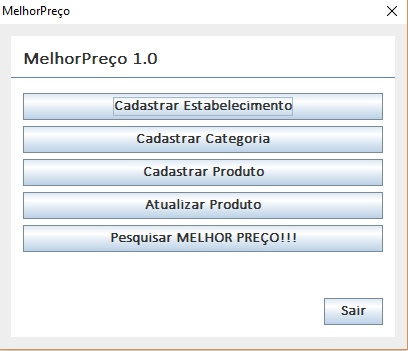 MelhorPreço
MelhorPreço 1.0
Cadastrar Estabelecimento
Cadastrar Categoria
Cadastrar Produto
Atualizar Produto
Pesquisar MELHOR PREÇO!!!
Sair